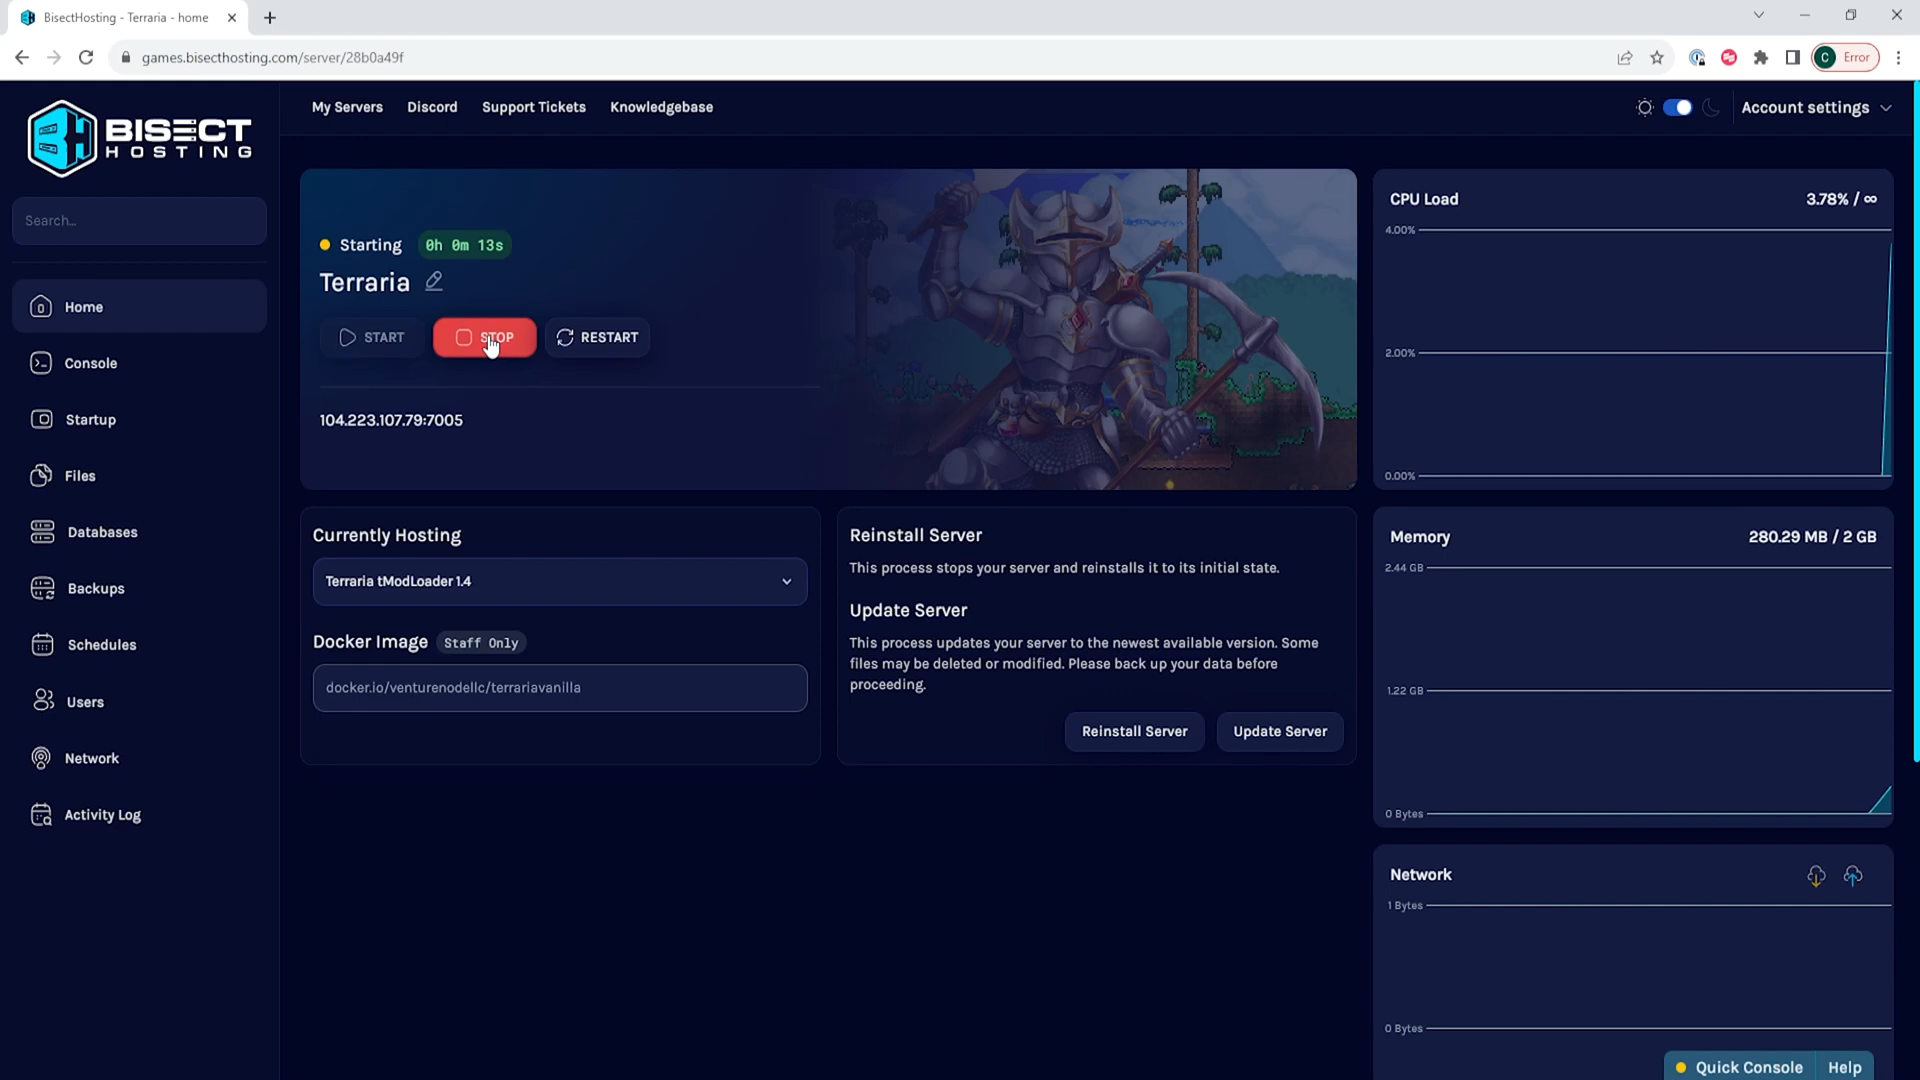 BisectHosting - Terraria - home
games.bisecthosting.com/server/28b0a49f
C Error
BISECT
HOSTING
My Servers Discord Support Tickets Knowledgebase
Account settings
Search...
Home
Console
Startup
Files
Databases
Backups
Schedules
Users
Network
Activity Log
Starting 0h 0m 13s
Terraria
START STOP RESTART
104.223.107.79:7005
Currently Hosting
Terraria tModLoader 1.4
Docker Image Staff Only
docker.io/venturenodellc/terrariavanilla
Reinstall Server
This process stops your server and reinstalls it to its initial state.
Update Server
This process updates your server to the newest available version. Some
files may be deleted or modified. Please back up your data before
proceeding.
Reinstall Server Update Server
CPU Load 3.78% / ∞
4.00%
2.00%
0.00%
Memory 280.29 MB / 2 GB
2.44 GB
1.22 GB
0 Bytes
Network
1 Bytes
0 Bytes
Quick Console Help